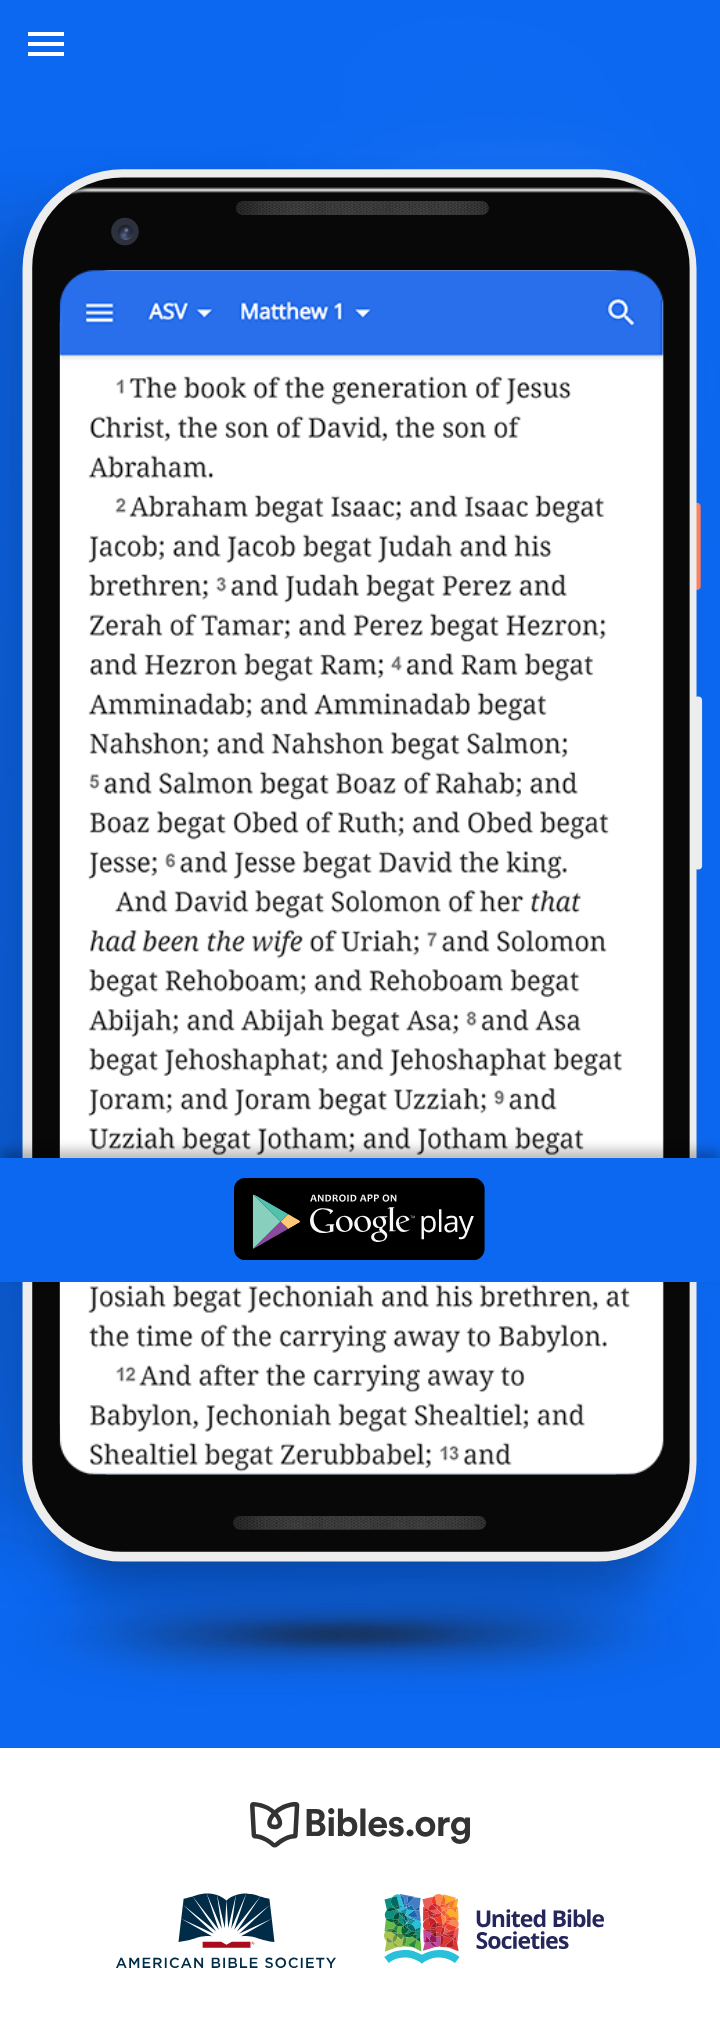 ASV Matthew 1
1 The book of the generation of Jesus
Christ, the son of David, the son of
Abraham.
2 Abraham begat Isaac; and Isaac begat
Jacob; and Jacob begat Judah and his
brethren; 3 and Judah begat Perez and
Zerah of Tamar; and Perez begat Hezron;
and Hezron begat Ram; 4 and Ram begat
Amminadab; and Amminadab begat
Nahshon; and Nahshon begat Salmon;
5 and Salmon begat Boaz of Rahab; and
Boaz begat Obed of Ruth; and Obed begat
Jesse; 6 and Jesse begat David the king.
And David begat Solomon of her that
had been the wife of Uriah; 7 and Solomon
begat Rehoboam; and Rehoboam begat
Abijah; and Abijah begat Asa; 8 and Asa
begat Jehoshaphat; and Jehoshaphat begat
Joram; and Joram begat Uzziah; 9 and
Uzziah begat Jotham; and Jotham begat
ANDROID APP ON
Google play
Josiah begat Jechoniah and his brethren, at
the time of the carrying away to Babylon.
12 And after the carrying away to
Babylon, Jechoniah begat Shealtiel; and
Shealtiel begat Zerubbabel; 13 and
Bibles.org
AMERICAN BIBLE SOCIETY
United Bible
Societies